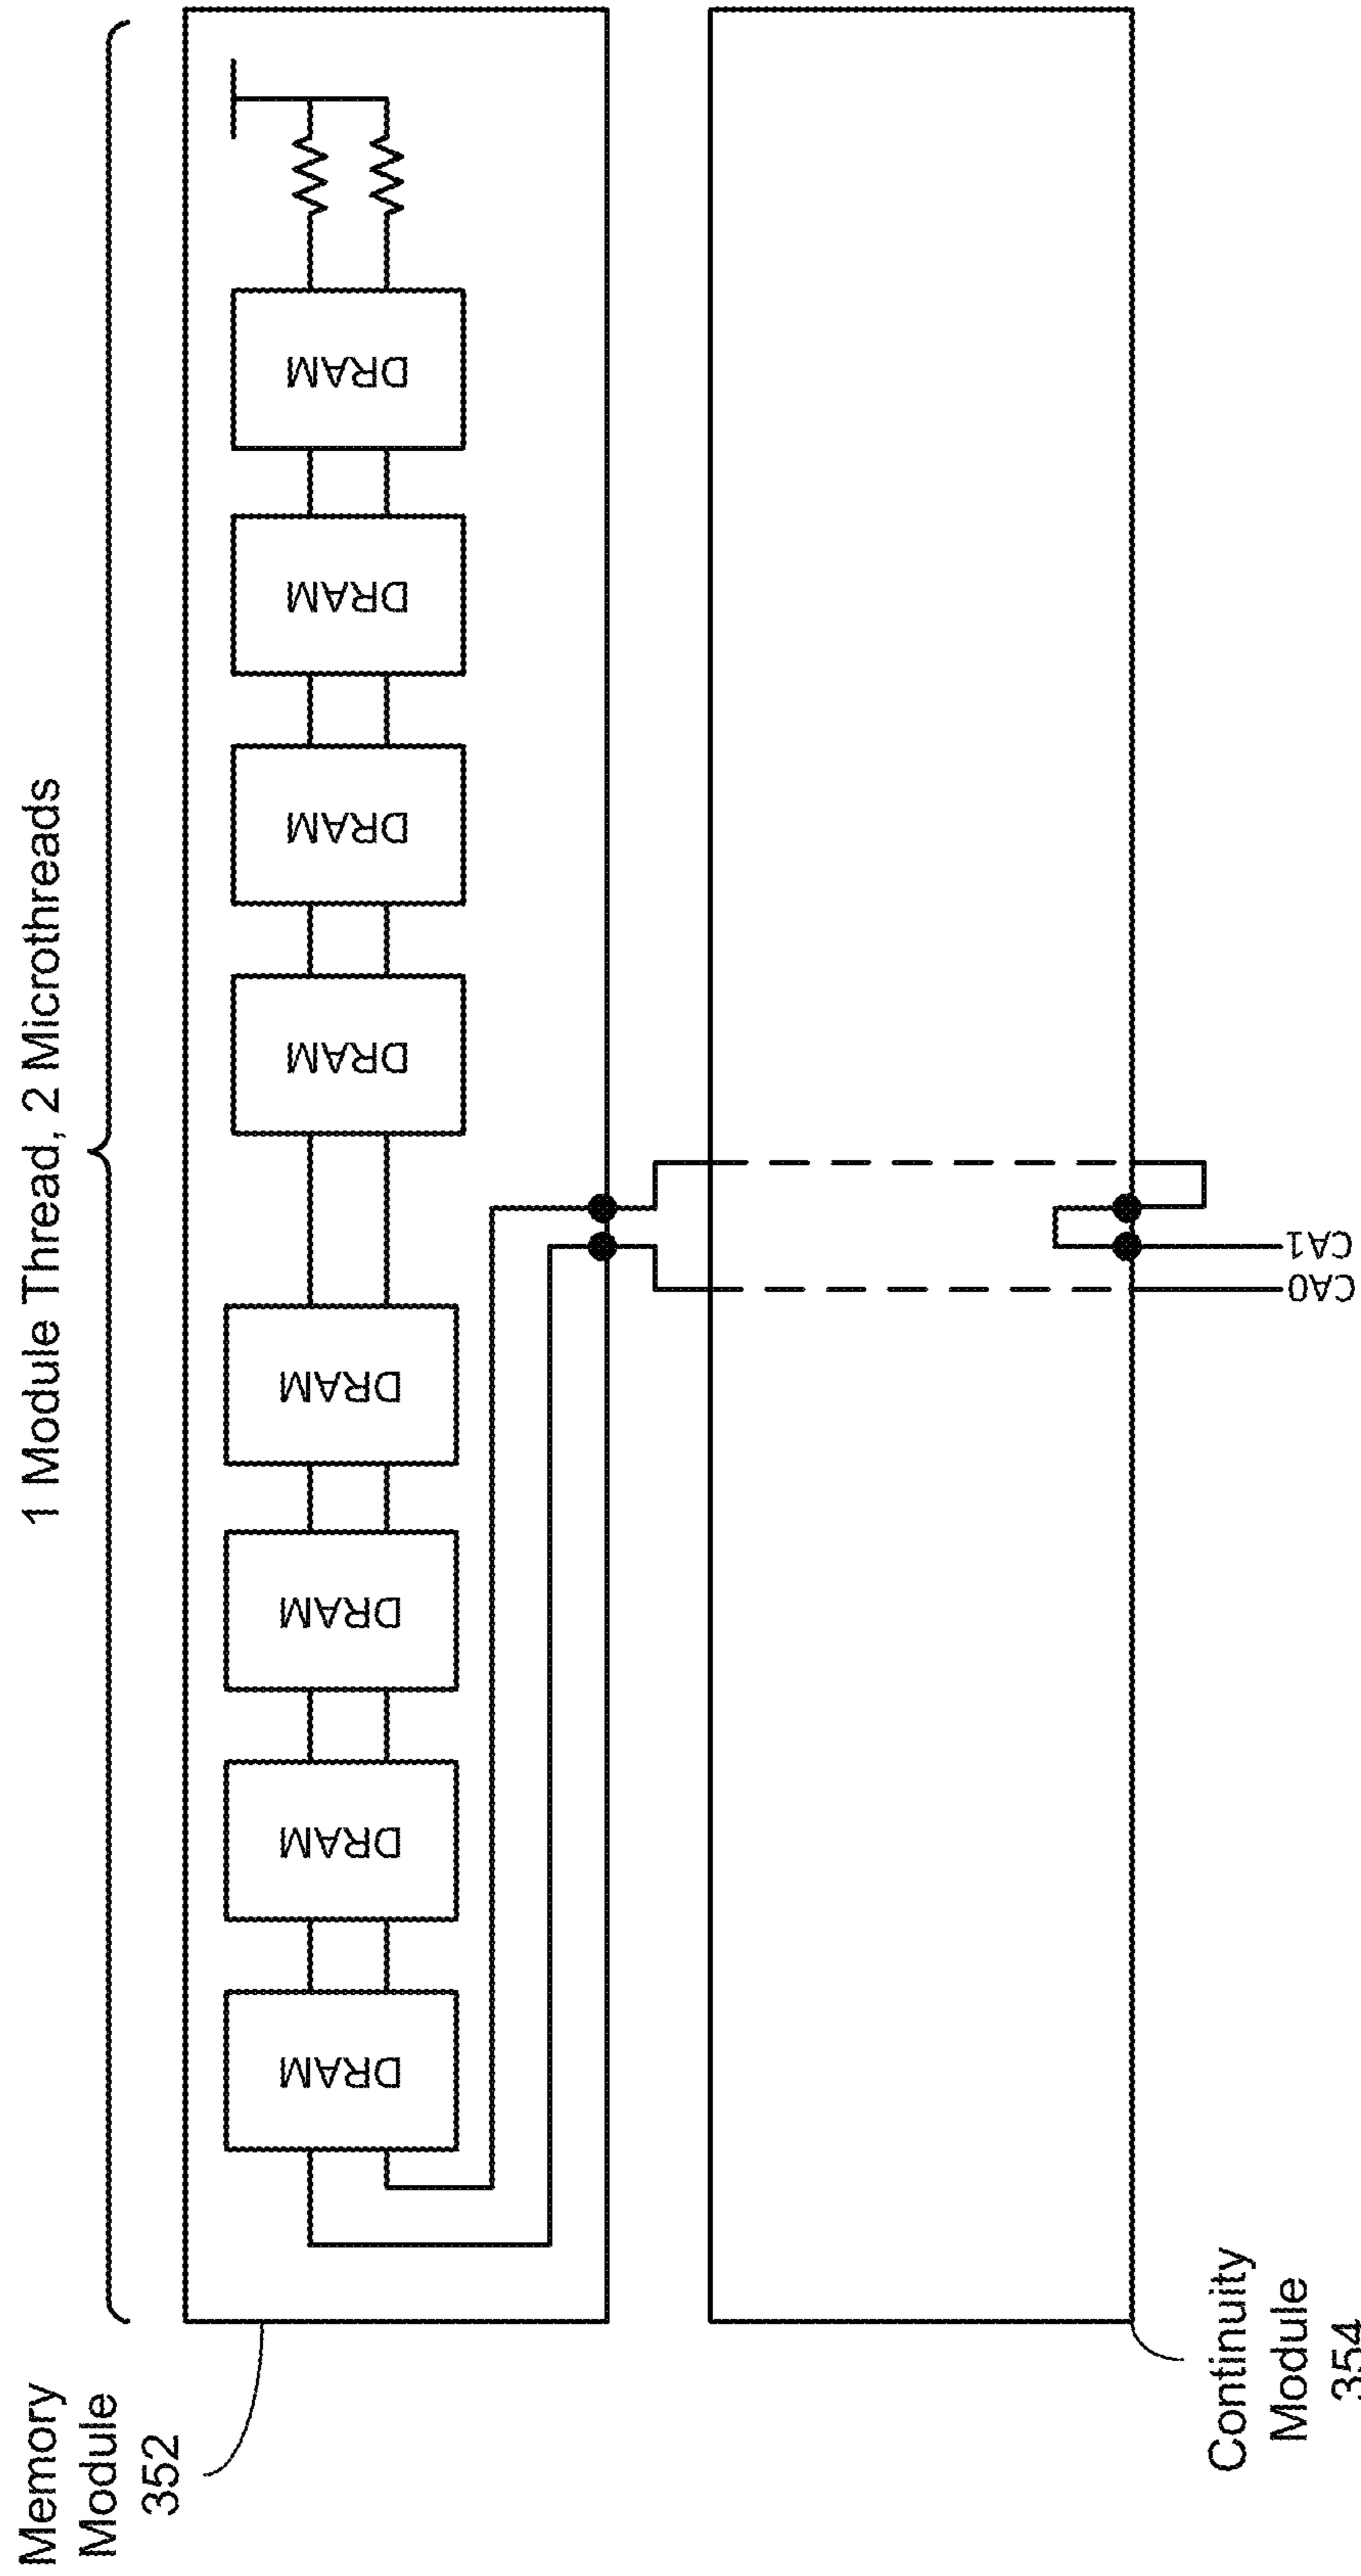 1 Module Thread, 2 Microthreads
Memory
Module
352
DRAM
DRAM
DRAM
DRAM
DRAM
DRAM
DRAM
DRAM
CA0
CA1
Continuity
Module
354